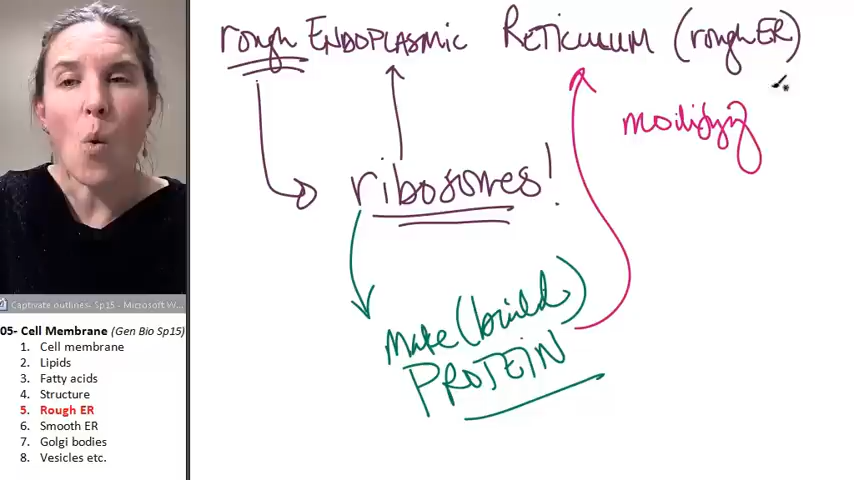 rough ENDOPLASMIC RETICULUM (rough ER)
modifying
ribosomes!
Make (build)
PROTEIN
Captivate outlines- Sp15 - Microsoft W...
05- Cell Membrane (Gen Bio Sp15)
1. Cell membrane
2. Lipids
3. Fatty acids
4. Structure
5. Rough ER
6. Smooth ER
7. Golgi bodies
8. Vesicles etc.